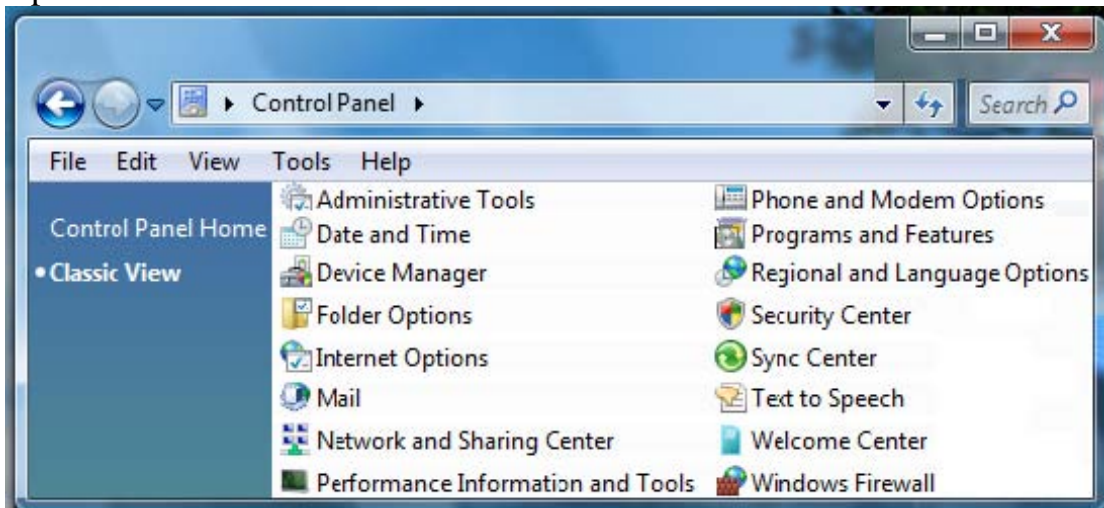 Control Panel
Search
File Edit View Tools Help
Control Panel Home
Classic View
Administrative Tools
Date and Time
Device Manager
Folder Options
Internet Options
Mail
Network and Sharing Center
Performance Information and Tools
Phone and Modem Options
Programs and Features
Regional and Language Options
Security Center
Sync Center
Text to Speech
Welcome Center
Windows Firewall